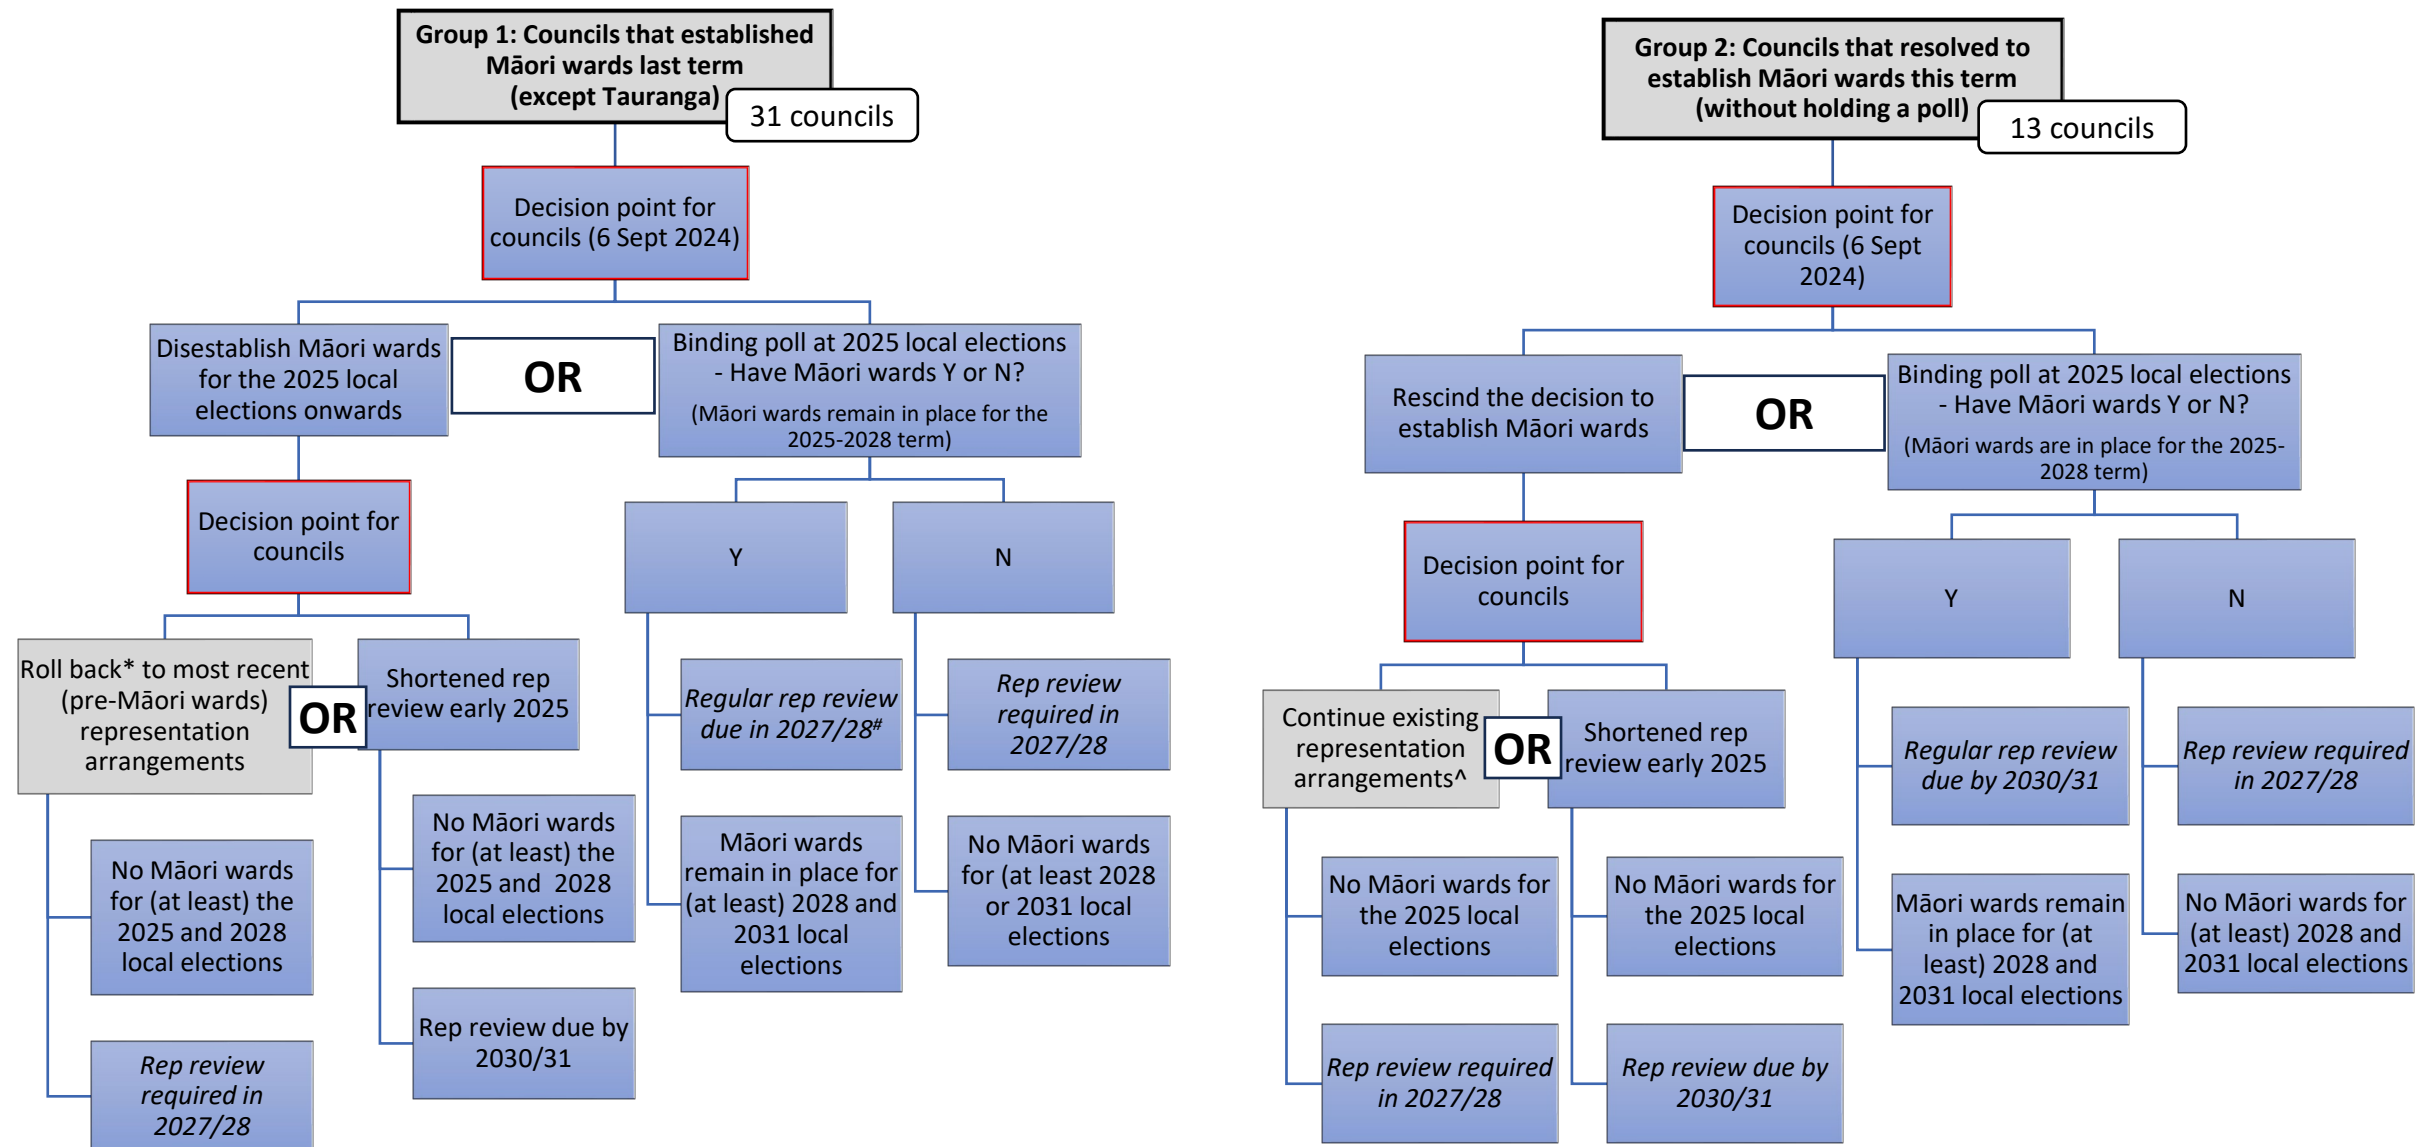 Group 1: Councils that established
Māori wards last term
(except Tauranga)
31 councils
Decision point for
councils (6 Sept 2024)
Disestablish Māori wards
for the 2025 local
elections onwards
OR
Binding poll at 2025 local elections
- Have Māori wards Y or N?
(Māori wards remain in place for the
2025-2028 term)
Decision point for
councils
Roll back* to most recent
(pre-Māori wards)
representation
arrangements
OR
Shortened rep
review early 2025
No Māori wards
for (at least) the
2025 and 2028
local elections
Rep review
required in
2027/28
No Māori wards
for (at least) the
2025 and 2028
local elections
Rep review due by
2030/31
Y
Regular rep review
due in 2027/28#
Māori wards
remain in place for
(at least) 2028 and
2031 local
elections
N
Rep review
required in
2027/28
No Māori wards
for (at least 2028
or 2031 local
elections
Group 2: Councils that resolved to
establish Māori wards this term
(without holding a poll)
13 councils
Decision point for
councils (6 Sept
2024)
Rescind the decision to
establish Māori wards
OR
Binding poll at 2025 local elections
- Have Māori wards Y or N?
(Māori wards are in place for the 2025-
2028 term)
Decision point for
councils
Continue existing
representation
arrangements^
OR
Shortened rep
review early 2025
No Māori wards for
the 2025 local
elections
Rep review required
in 2027/28
No Māori wards for
the 2025 local
elections
Rep review due by
2030/31
Y
Regular rep review
due by 2030/31
Māori wards remain
in place for (at
least) 2028 and
2031 local elections
N
Rep review required
in 2027/28
No Māori wards for
(at least) 2028 and
2031 local elections